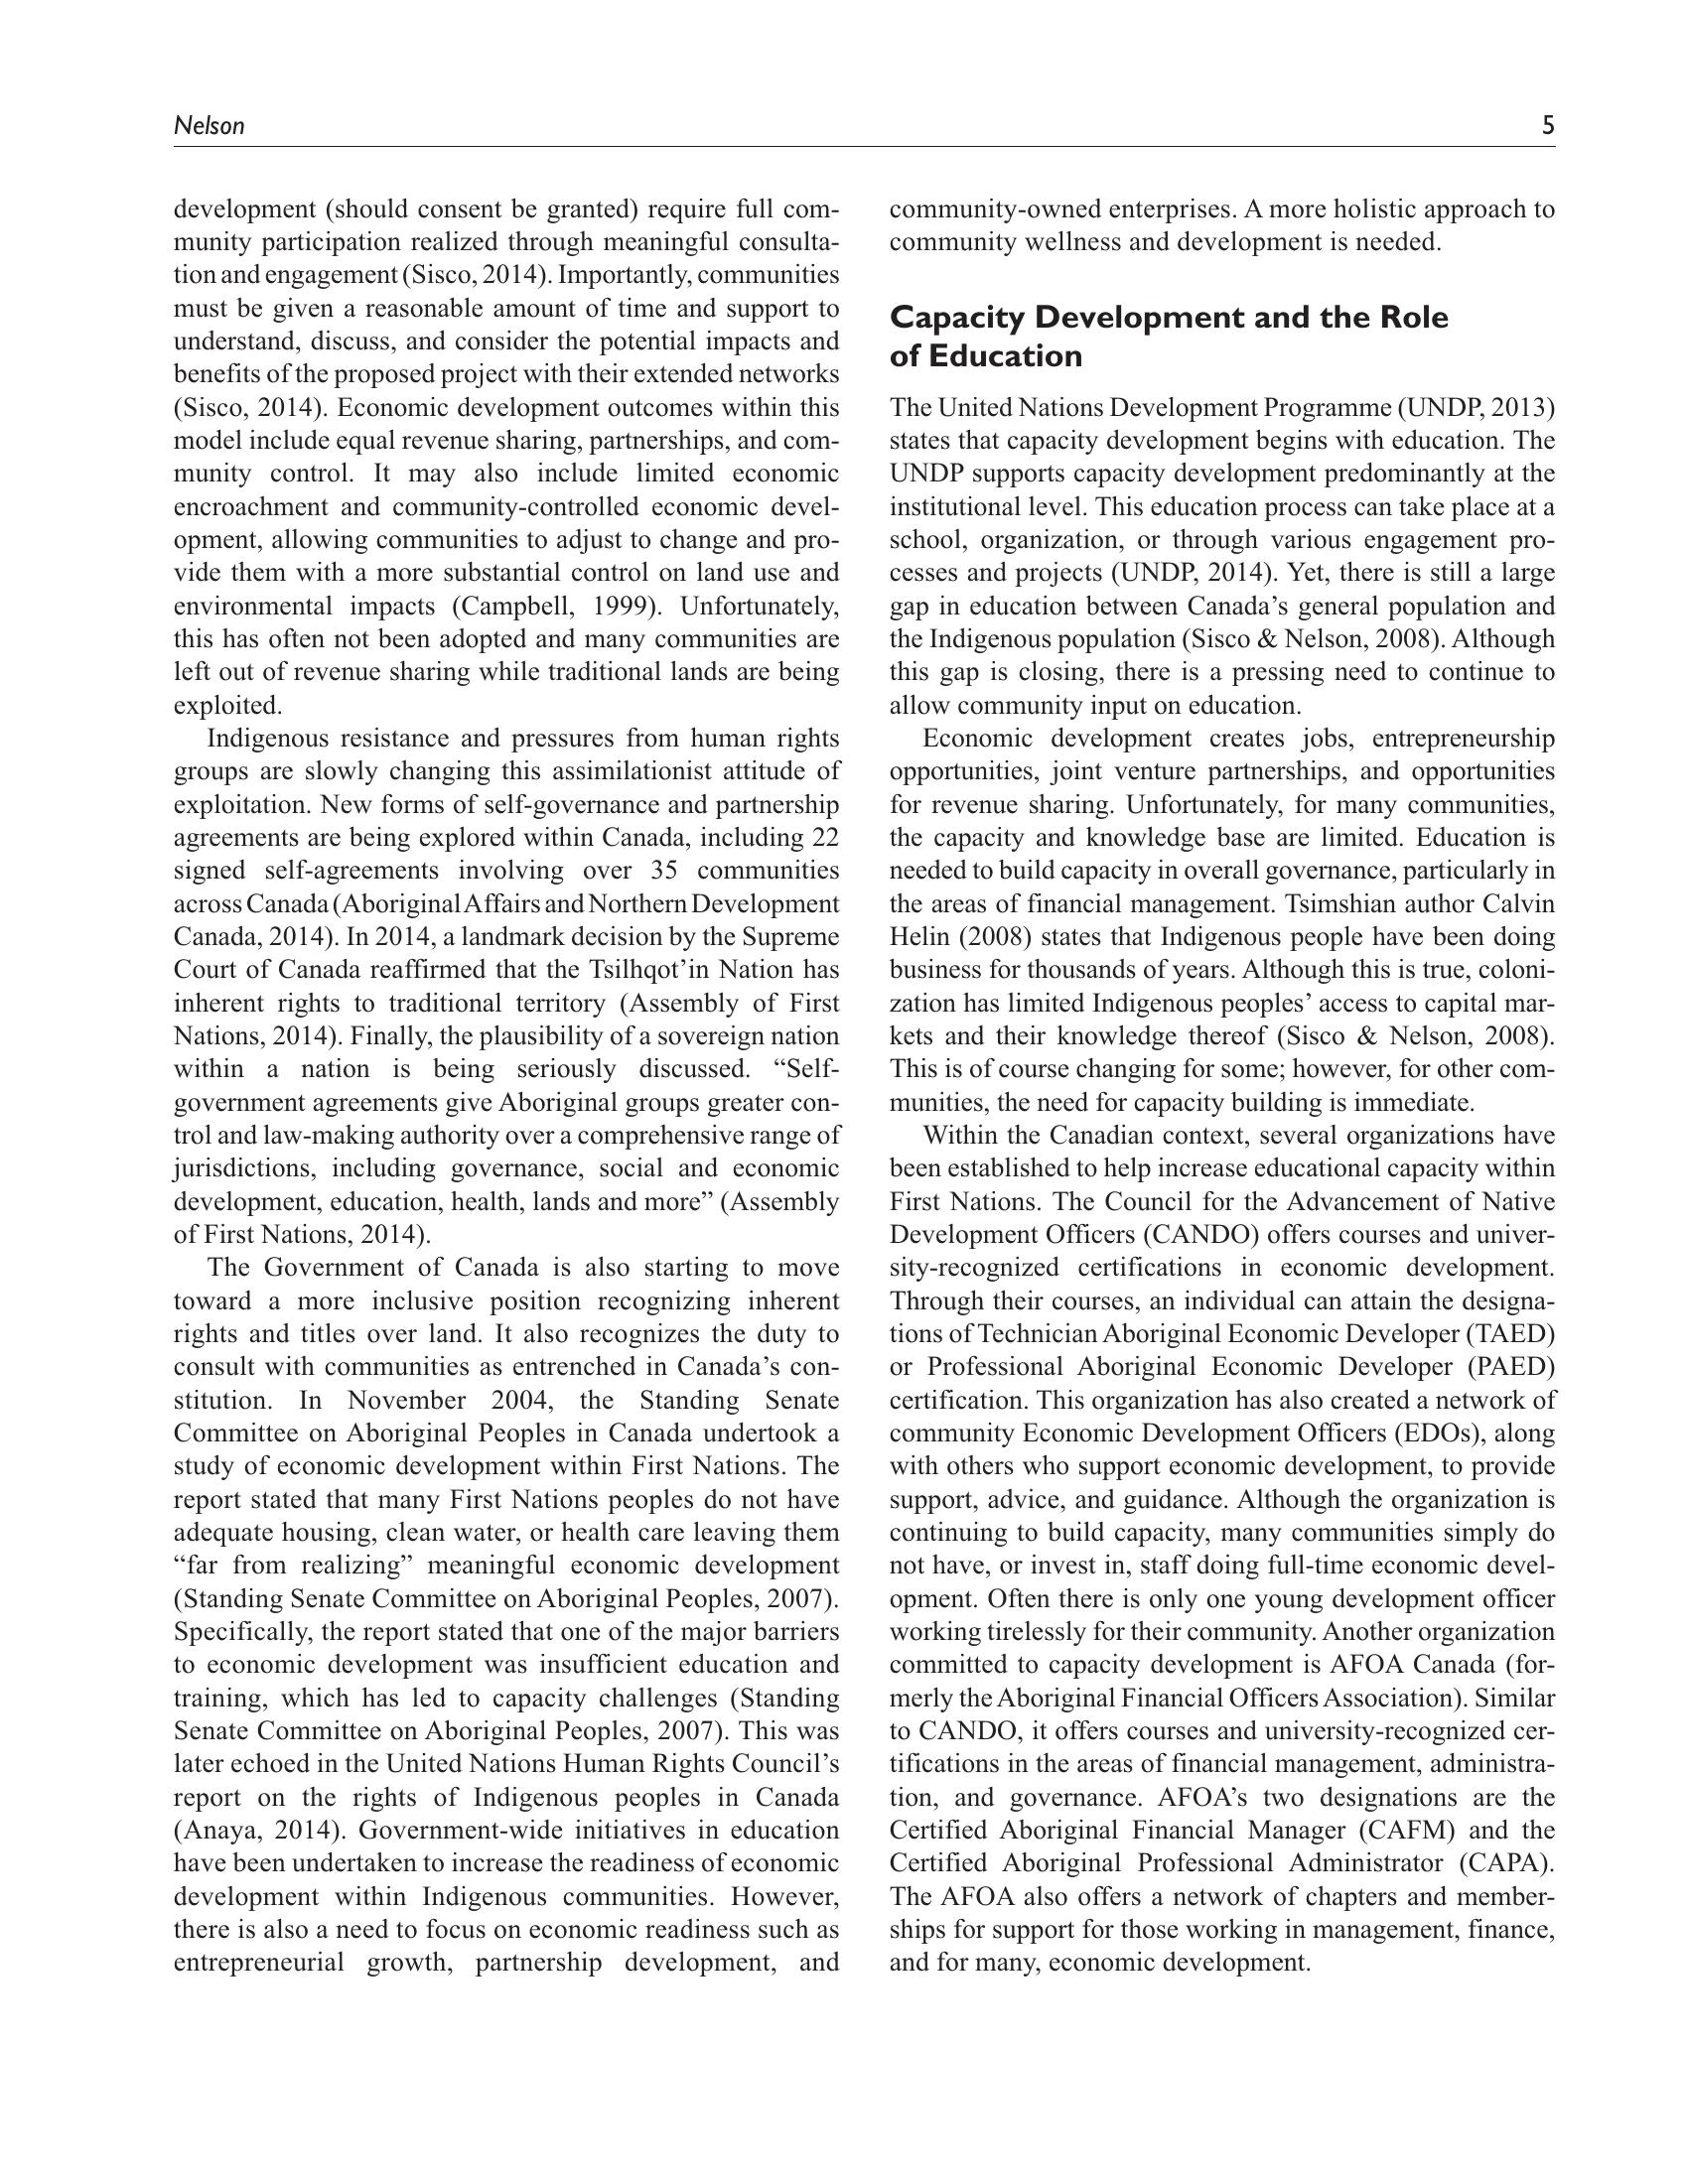 Nelson
5
development (should consent be granted) require full com-
munity participation realized through meaningful consulta-
tion and engagement (Sisco, 2014). Importantly, communities
must be given a reasonable amount of time and support to
understand, discuss, and consider the potential impacts and
benefits of the proposed project with their extended networks
(Sisco, 2014). Economic development outcomes within this
model include equal revenue sharing, partnerships, and com-
munity control. It may also include limited economic
encroachment and community-controlled economic devel-
opment, allowing communities to adjust to change and pro-
vide them with a more substantial control on land use and
environmental impacts (Campbell, 1999). Unfortunately,
this has often not been adopted and many communities are
left out of revenue sharing while traditional lands are being
exploited.
Indigenous resistance and pressures from human rights
groups are slowly changing this assimilationist attitude of
exploitation. New forms of self-governance and partnership
agreements are being explored within Canada, including 22
signed self-agreements involving over 35 communities
across Canada (Aboriginal Affairs and Northern Development
Canada, 2014). In 2014, a landmark decision by the Supreme
Court of Canada reaffirmed that the Tsilhqot’in Nation has
inherent rights to traditional territory (Assembly of First
Nations, 2014). Finally, the plausibility of a sovereign nation
within a nation is being seriously discussed. “Self-
government agreements give Aboriginal groups greater con-
trol and law-making authority over a comprehensive range of
jurisdictions, including governance, social and economic
development, education, health, lands and more” (Assembly
of First Nations, 2014).
The Government of Canada is also starting to move
toward a more inclusive position recognizing inherent
rights and titles over land. It also recognizes the duty to
consult with communities as entrenched in Canada’s con-
stitution. In November 2004, the Standing Senate
Committee on Aboriginal Peoples in Canada undertook a
study of economic development within First Nations. The
report stated that many First Nations peoples do not have
adequate housing, clean water, or health care leaving them
“far from realizing” meaningful economic development
(Standing Senate Committee on Aboriginal Peoples, 2007).
Specifically, the report stated that one of the major barriers
to economic development was insufficient education and
training, which has led to capacity challenges (Standing
Senate Committee on Aboriginal Peoples, 2007). This was
later echoed in the United Nations Human Rights Council’s
report on the rights of Indigenous peoples in Canada
(Anaya, 2014). Government-wide initiatives in education
have been undertaken to increase the readiness of economic
development within Indigenous communities. However,
there is also a need to focus on economic readiness such as
entrepreneurial growth, partnership development, and
community-owned enterprises. A more holistic approach to
community wellness and development is needed.
Capacity Development and the Role
of Education
The United Nations Development Programme (UNDP, 2013)
states that capacity development begins with education. The
UNDP supports capacity development predominantly at the
institutional level. This education process can take place at a
school, organization, or through various engagement pro-
cesses and projects (UNDP, 2014). Yet, there is still a large
gap in education between Canada’s general population and
the Indigenous population (Sisco & Nelson, 2008). Although
this gap is closing, there is a pressing need to continue to
allow community input on education.
Economic development creates jobs, entrepreneurship
opportunities, joint venture partnerships, and opportunities
for revenue sharing. Unfortunately, for many communities,
the capacity and knowledge base are limited. Education is
needed to build capacity in overall governance, particularly in
the areas of financial management. Tsimshian author Calvin
Helin (2008) states that Indigenous people have been doing
business for thousands of years. Although this is true, coloni-
zation has limited Indigenous peoples’ access to capital mar-
kets and their knowledge thereof (Sisco & Nelson, 2008).
This is of course changing for some; however, for other com-
munities, the need for capacity building is immediate.
Within the Canadian context, several organizations have
been established to help increase educational capacity within
First Nations. The Council for the Advancement of Native
Development Officers (CANDO) offers courses and univer-
sity-recognized certifications in economic development.
Through their courses, an individual can attain the designa-
tions of Technician Aboriginal Economic Developer (TAED)
or Professional Aboriginal Economic Developer (PAED)
certification. This organization has also created a network of
community Economic Development Officers (EDOs), along
with others who support economic development, to provide
support, advice, and guidance. Although the organization is
continuing to build capacity, many communities simply do
not have, or invest in, staff doing full-time economic devel-
opment. Often there is only one young development officer
working tirelessly for their community. Another organization
committed to capacity development is AFOA Canada (for-
merly the Aboriginal Financial Officers Association). Similar
to CANDO, it offers courses and university-recognized cer-
tifications in the areas of financial management, administra-
tion, and governance. AFOA’s two designations are the
Certified Aboriginal Financial Manager (CAFM) and the
Certified Aboriginal Professional Administrator (CAPA).
The AFOA also offers a network of chapters and member-
ships for support for those working in management, finance,
and for many, economic development.